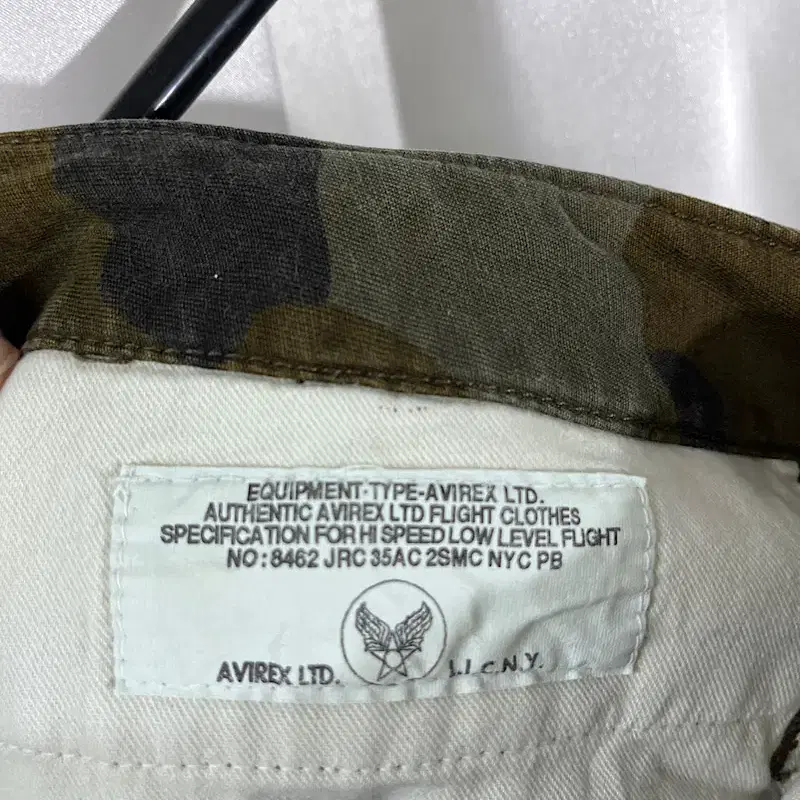 EQUIPMENT-TYPE-AVIREX LTD.
AUTHENTIC AVIREX LTD FLIGHT CLOTHES
SPECIFICATION FOR HI SPEED LOW LEVEL FLIGHT
NO:8462 JRC 35AC 2SMC NYC PB
AVIREX LTD. L.I.C.N.Y.